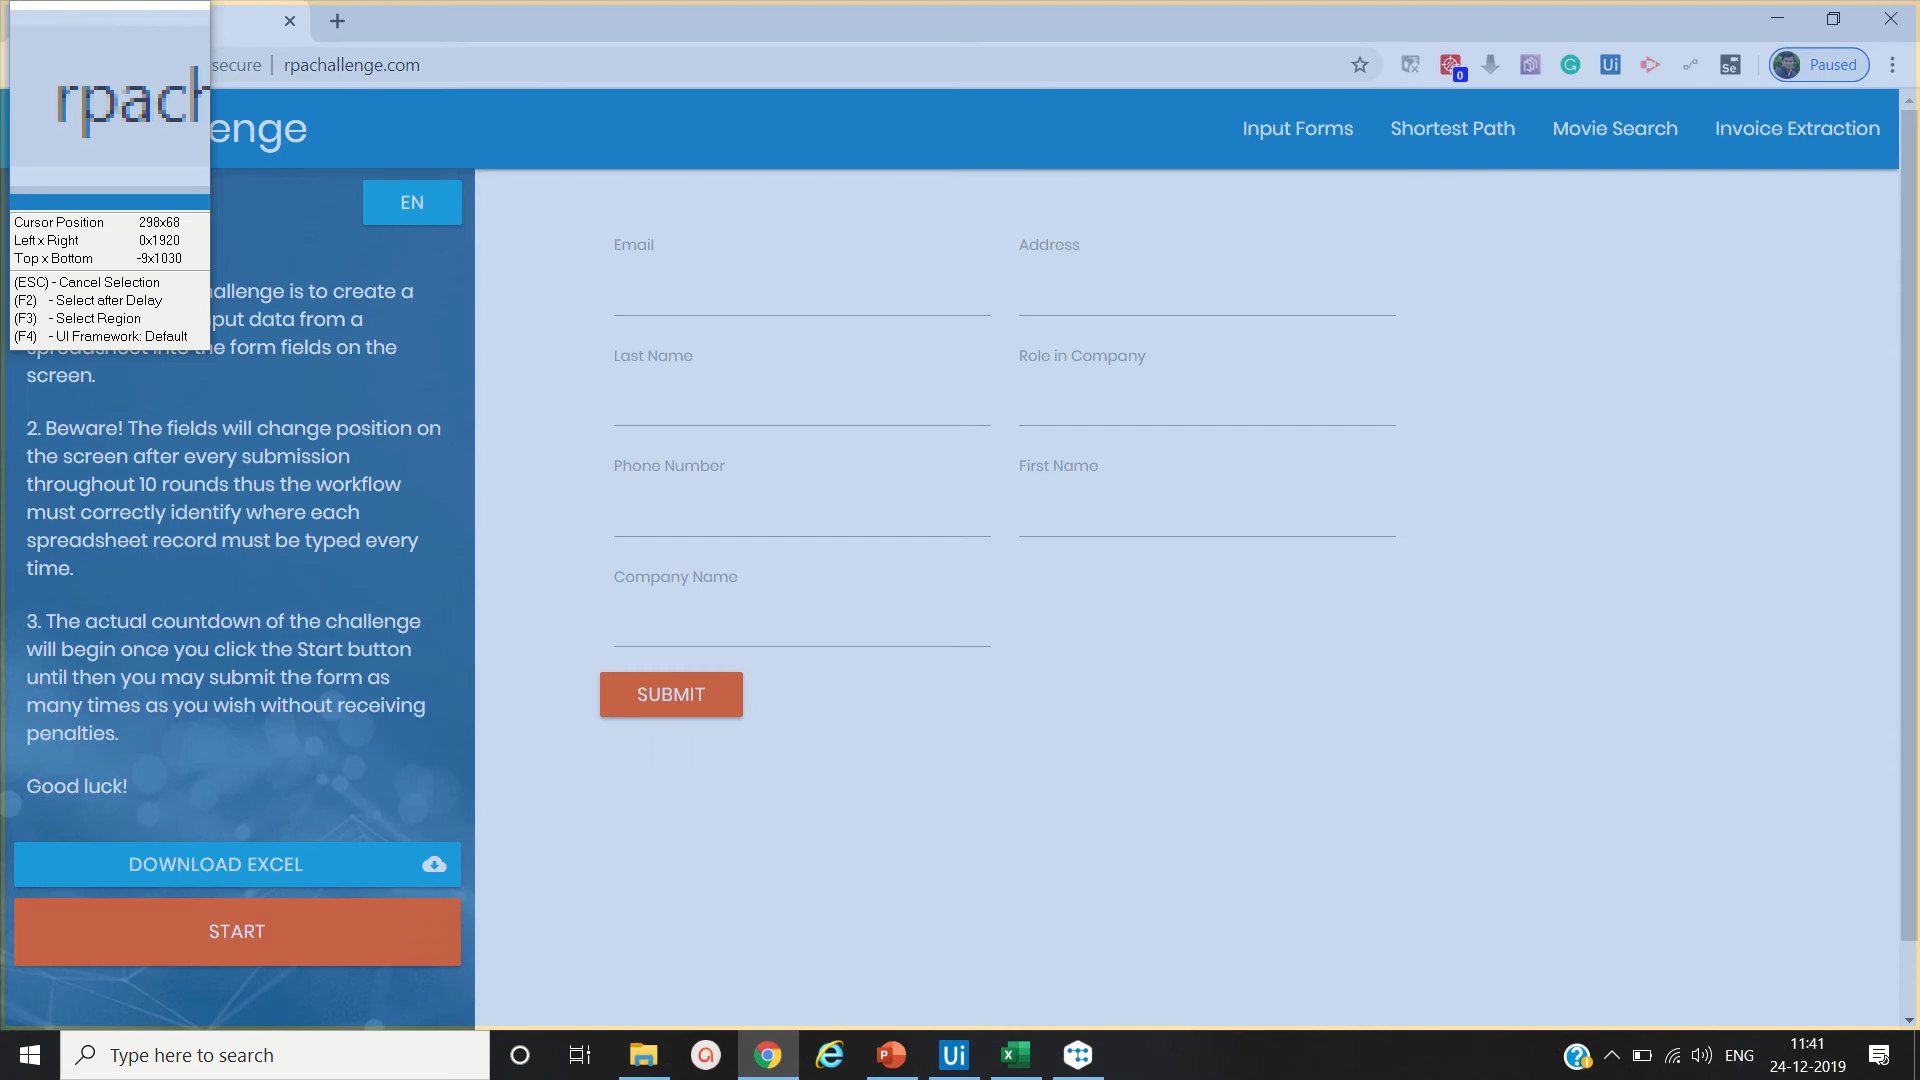 secure | rpachallenge.com
0
Ui
Se
Paused
rpach
enge
Input Forms
Shortest Path
Movie Search
Invoice Extraction
Cursor Position 298x68
Left x Right 0x1920
Top x Bottom -9x1030
(ESC) - Cancel Selection
(F2) - Select after Delay
(F3) - Select Region
(F4) - UI Framework: Default
EN
allenge is to create a
put data from a
spreadsheet into the form fields on the
screen.
2. Beware! The fields will change position on
the screen after every submission
throughout 10 rounds thus the workflow
must correctly identify where each
spreadsheet record must be typed every
time.
3. The actual countdown of the challenge
will begin once you click the Start button
until then you may submit the form as
many times as you wish without receiving
penalties.
Good luck!
DOWNLOAD EXCEL
START
Email
Address
Last Name
Role in Company
Phone Number
First Name
Company Name
SUBMIT
Type here to search
Ui
ENG
11:41
24-12-2019